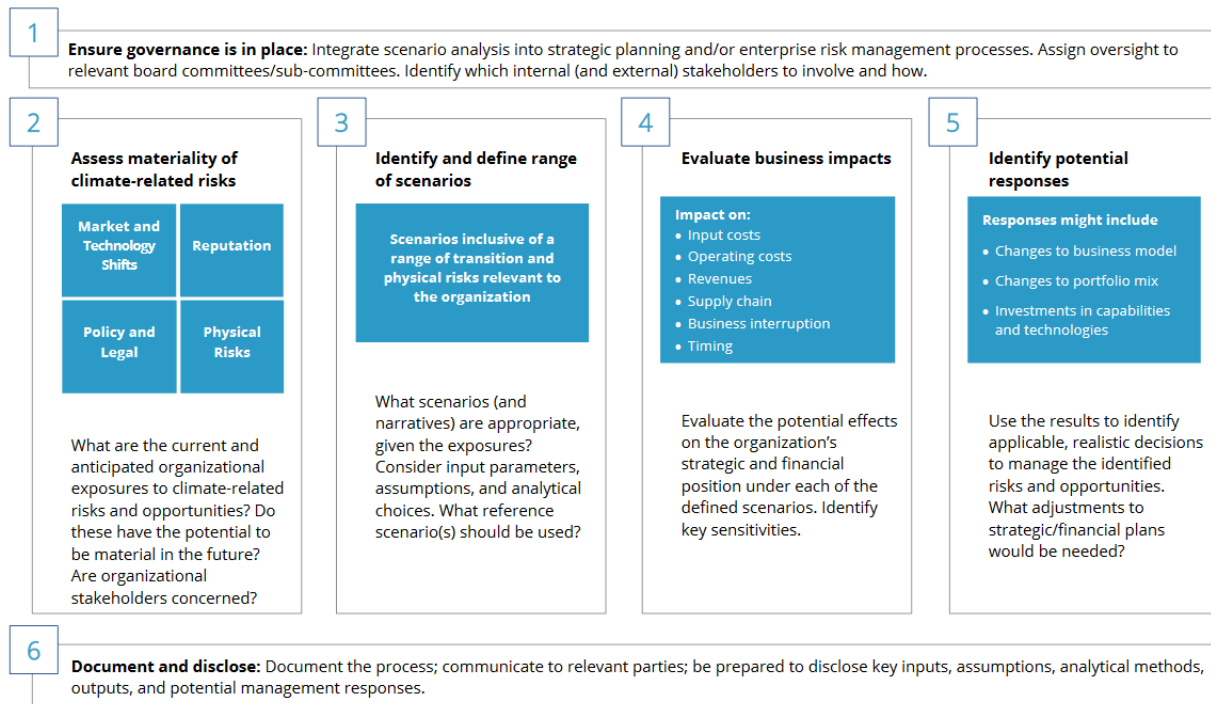 1
Ensure governance is in place: Integrate scenario analysis into strategic planning and/or enterprise risk management processes. Assign oversight to
relevant board committees/sub-committees. Identify which internal (and external) stakeholders to involve and how.
2
Assess materiality of
climate-related risks
Market and
Technology
Shifts
Reputation
Policy and
Legal
Physical
Risks
What are the current and
anticipated organizational
exposures to climate-related
risks and opportunities? Do
these have the potential to
be material in the future?
Are organizational
stakeholders concerned?
3
Identify and define range
of scenarios
Scenarios inclusive of a
range of transition and
physical risks relevant to
the organization
What scenarios (and
narratives) are appropriate,
given the exposures?
Consider input parameters,
assumptions, and analytical
choices. What reference
scenario(s) should be used?
4
Evaluate business impacts
Impact on:
• Input costs
• Operating costs
• Revenues
• Supply chain
• Business interruption
• Timing
Evaluate the potential effects
on the organization's
strategic and financial
position under each of the
defined scenarios. Identify
key sensitivities.
5
Identify potential
responses
Responses might include
• Changes to business model
• Changes to portfolio mix
• Investments in capabilities
and technologies
Use the results to identify
applicable, realistic decisions
to manage the identified
risks and opportunities.
What adjustments to
strategic/financial plans
would be needed?
6
Document and disclose: Document the process; communicate to relevant parties; be prepared to disclose key inputs, assumptions, analytical methods,
outputs, and potential management responses.